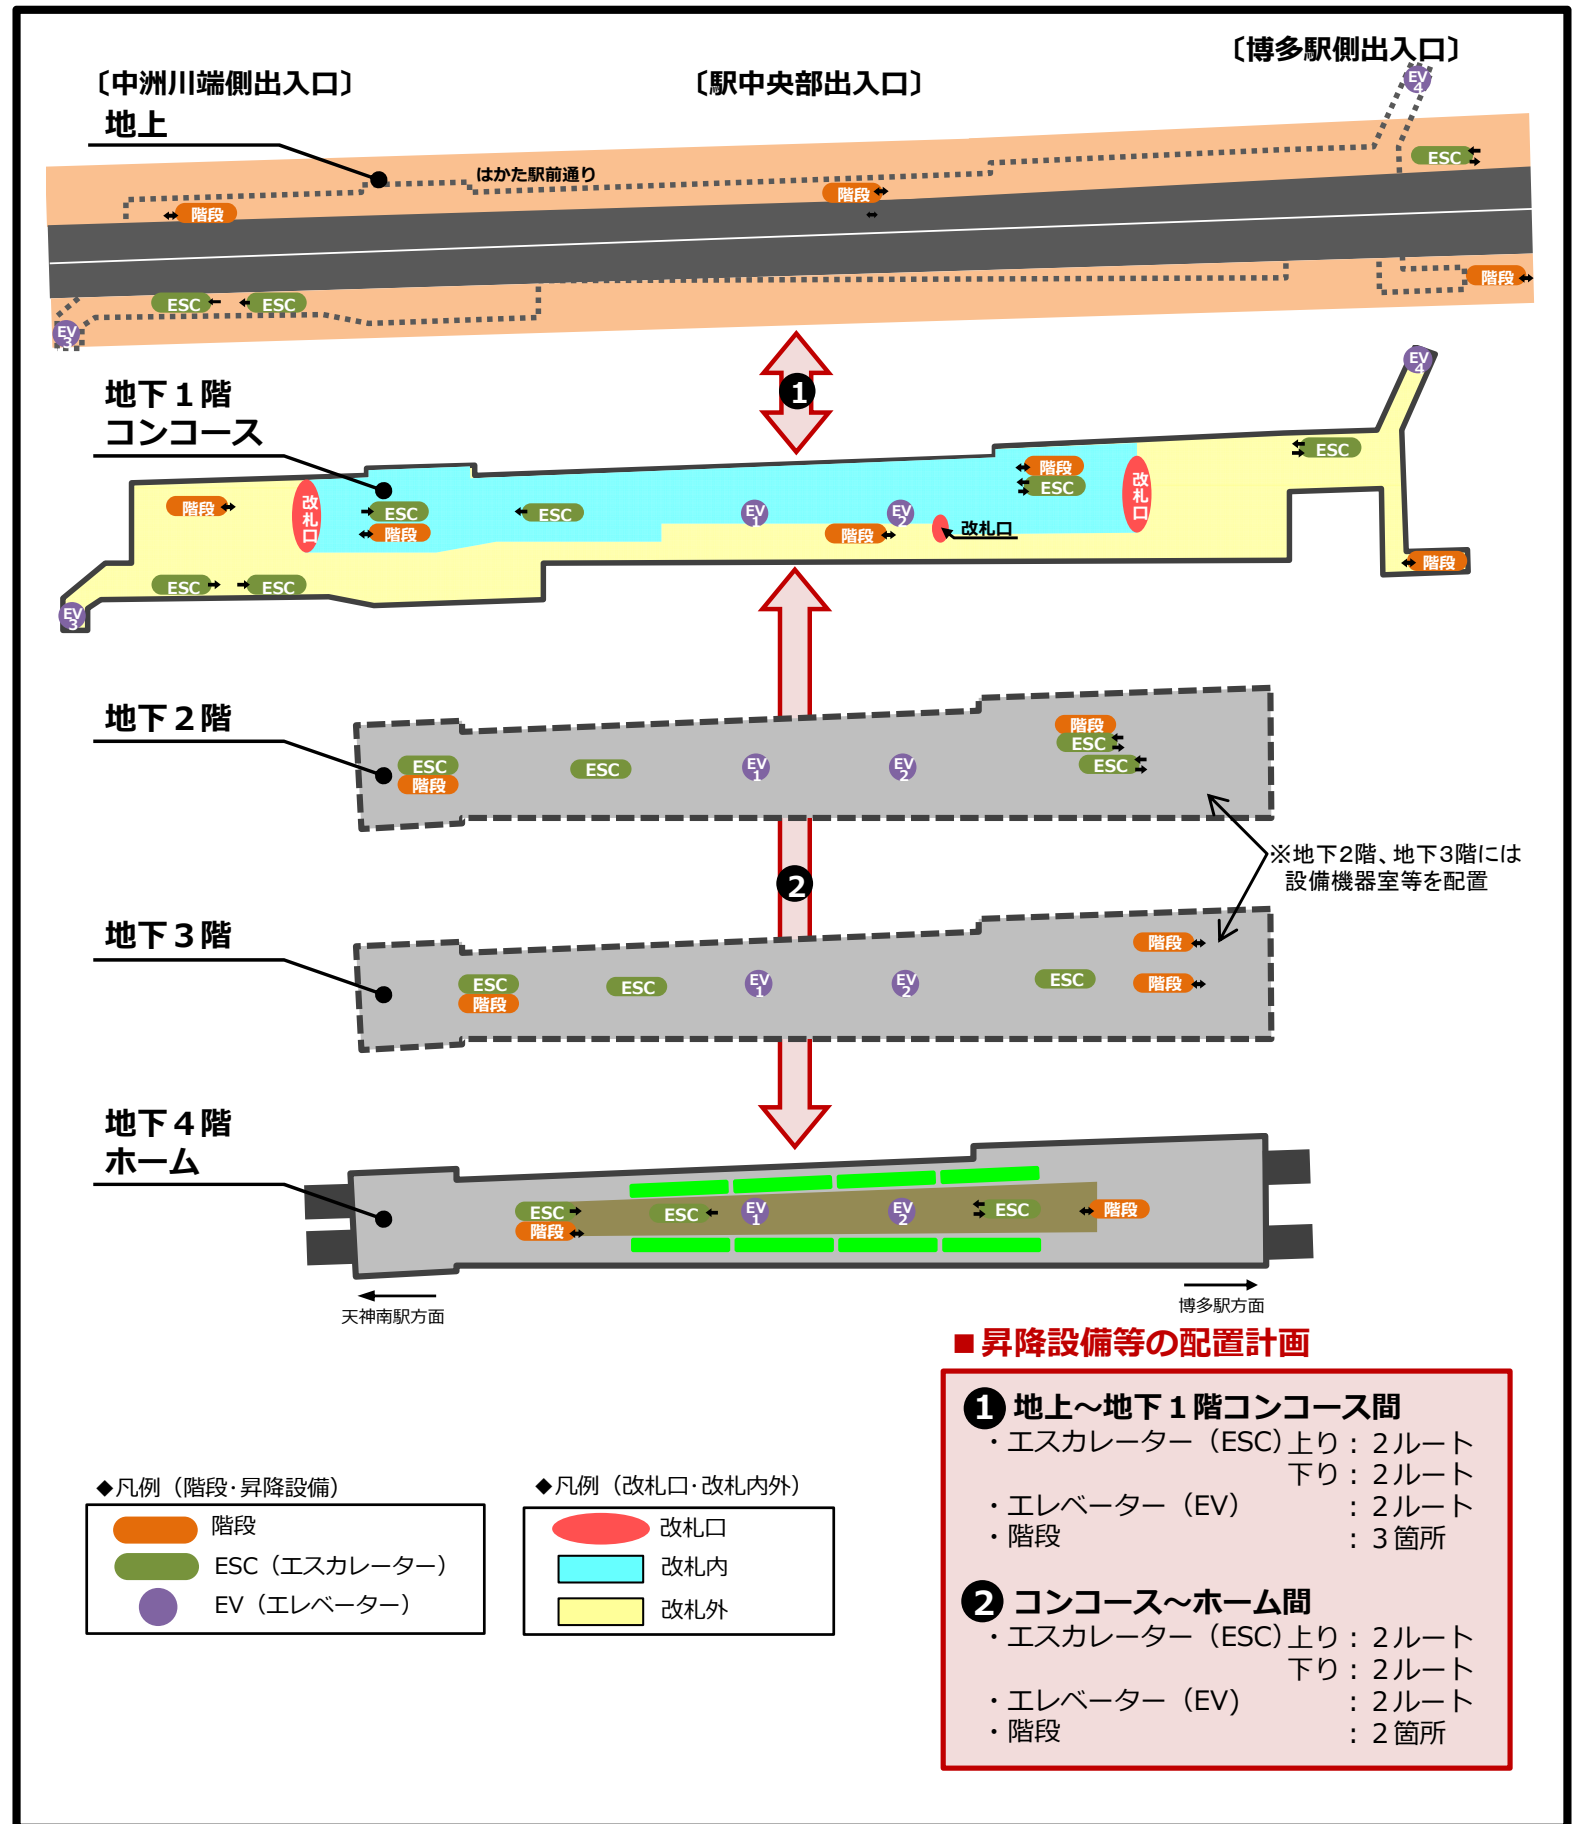 〔中洲川端側出入口〕
〔駅中央部出入口〕
〔博多駅側出入口〕
EV
4
地上
はかた駅前通り
ESC
階段
階段
階段
ESC
ESC
EV
3
1
地下１階
コンコース
EV
4
階段
改札口
ESC
階段
ESC
EV
1
EV
2
階段
改札口
階段
ESC
改札口
ESC
階段
ESC
ESC
EV
3
地下２階
ESC
階段
ESC
EV
1
EV
2
階段
ESC
ESC
※地下2階、地下3階には
設備機器室等を配置
2
地下３階
ESC
階段
ESC
EV
1
EV
2
ESC
階段
階段
地下４階
ホーム
ESC
階段
ESC
EV
1
EV
2
ESC
階段
天神南駅方面
博多駅方面
■昇降設備等の配置計画
1 地上～地下１階コンコース間
・エスカレーター（ESC）上り：２ルート
下り：２ルート
・エレベーター（EV）　：２ルート
・階段　：３箇所
2 コンコース～ホーム間
・エスカレーター（ESC）上り：２ルート
下り：２ルート
・エレベーター（EV)　：２ルート
・階段　：２箇所
◆凡例（階段･昇降設備）
階段
ESC（エスカレーター）
EV（エレベーター）
◆凡例（改札口･改札内外）
改札口
改札内
改札外